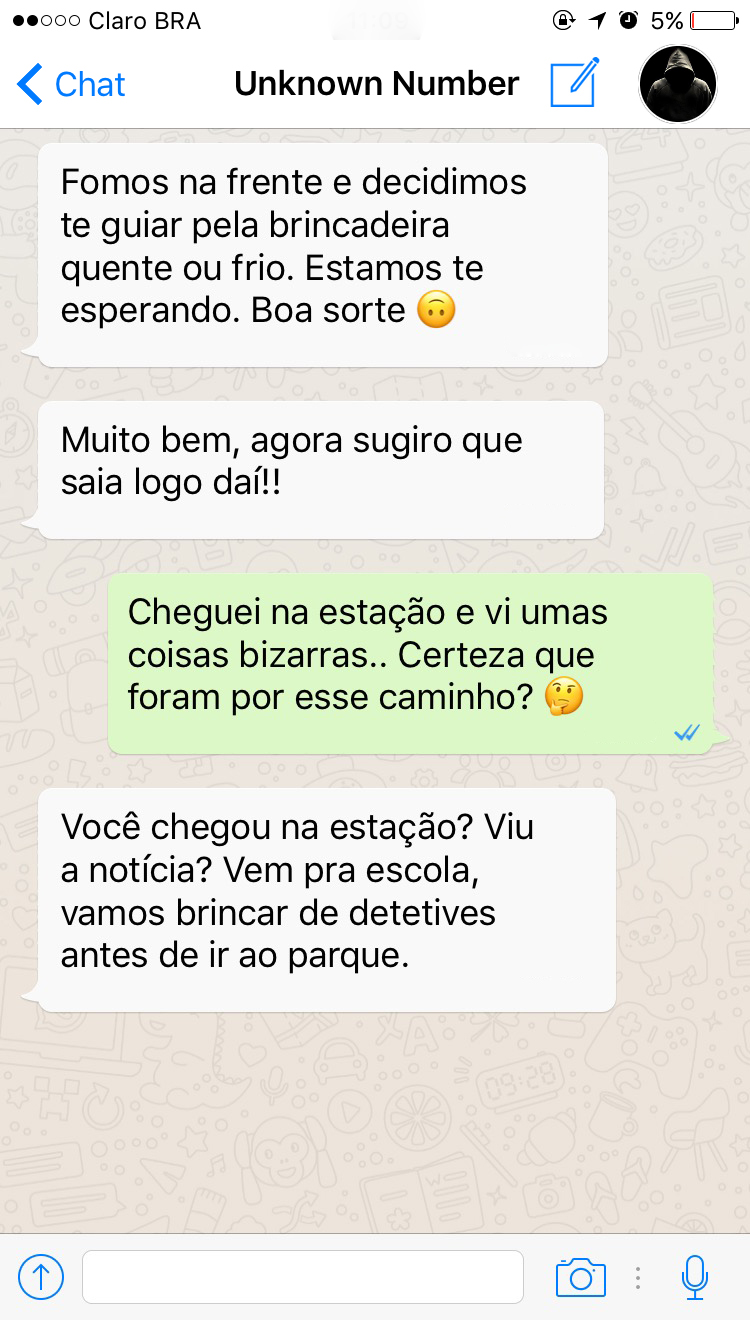 Claro BRA 5%
Chat Unknown Number
Fomos na frente e decidimos
te guiar pela brincadeira
quente ou frio. Estamos te
esperando. Boa sorte 🙃
Muito bem, agora sugiro que
saia logo daí!!
Cheguei na estação e vi umas
coisas bizarras.. Certeza que
foram por esse caminho? 🤔
Você chegou na estação? Viu
a notícia? Vem pra escola,
vamos brincar de detetives
antes de ir ao parque.
09:28